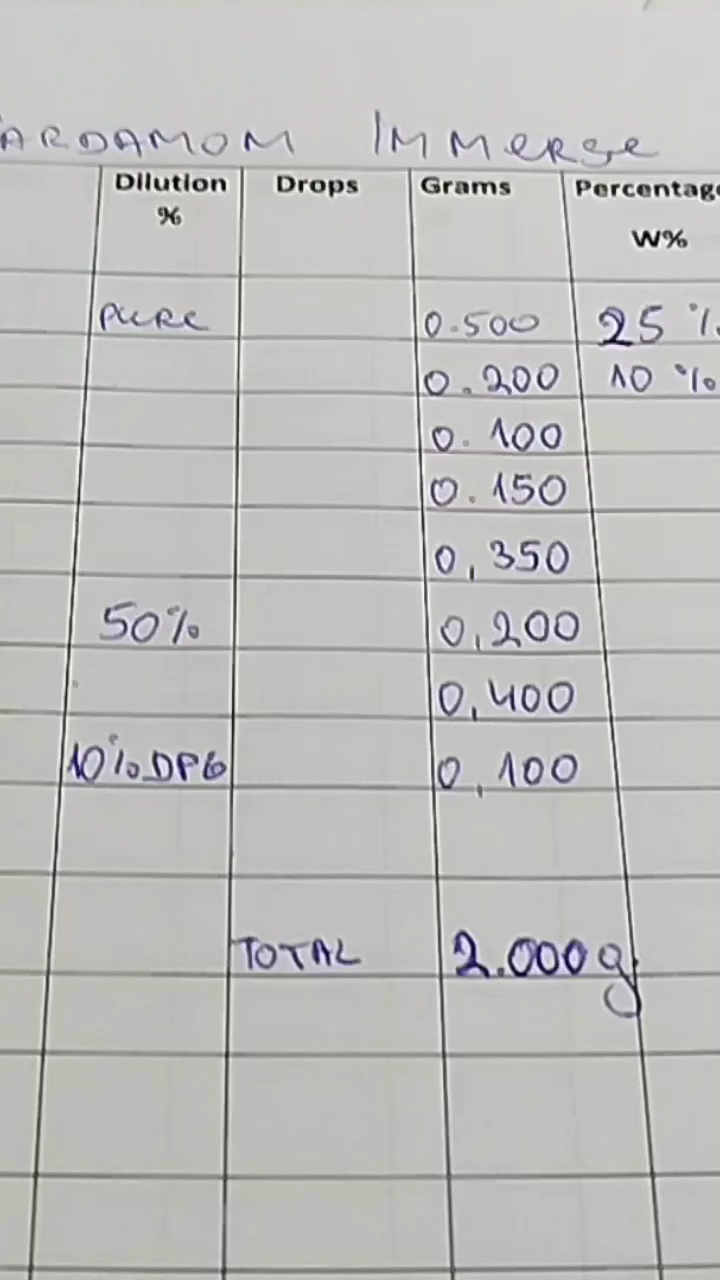 ARDAMOM IMMERGE
Dilution % Drops Grams Percentage W%
PURE 0.500 25 %
0.200 10 %
0.100
0.150
0,350
50% 0,200
0,400
10% DPG 0,100
TOTAL 2.000g